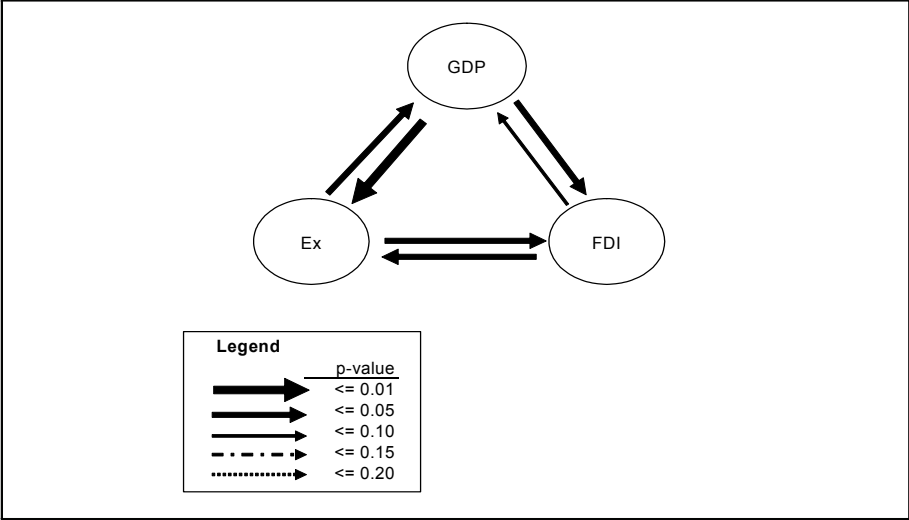 GDP
Ex
FDI
Legend
p-value
<= 0.01
<= 0.05
<= 0.10
<= 0.15
<= 0.20